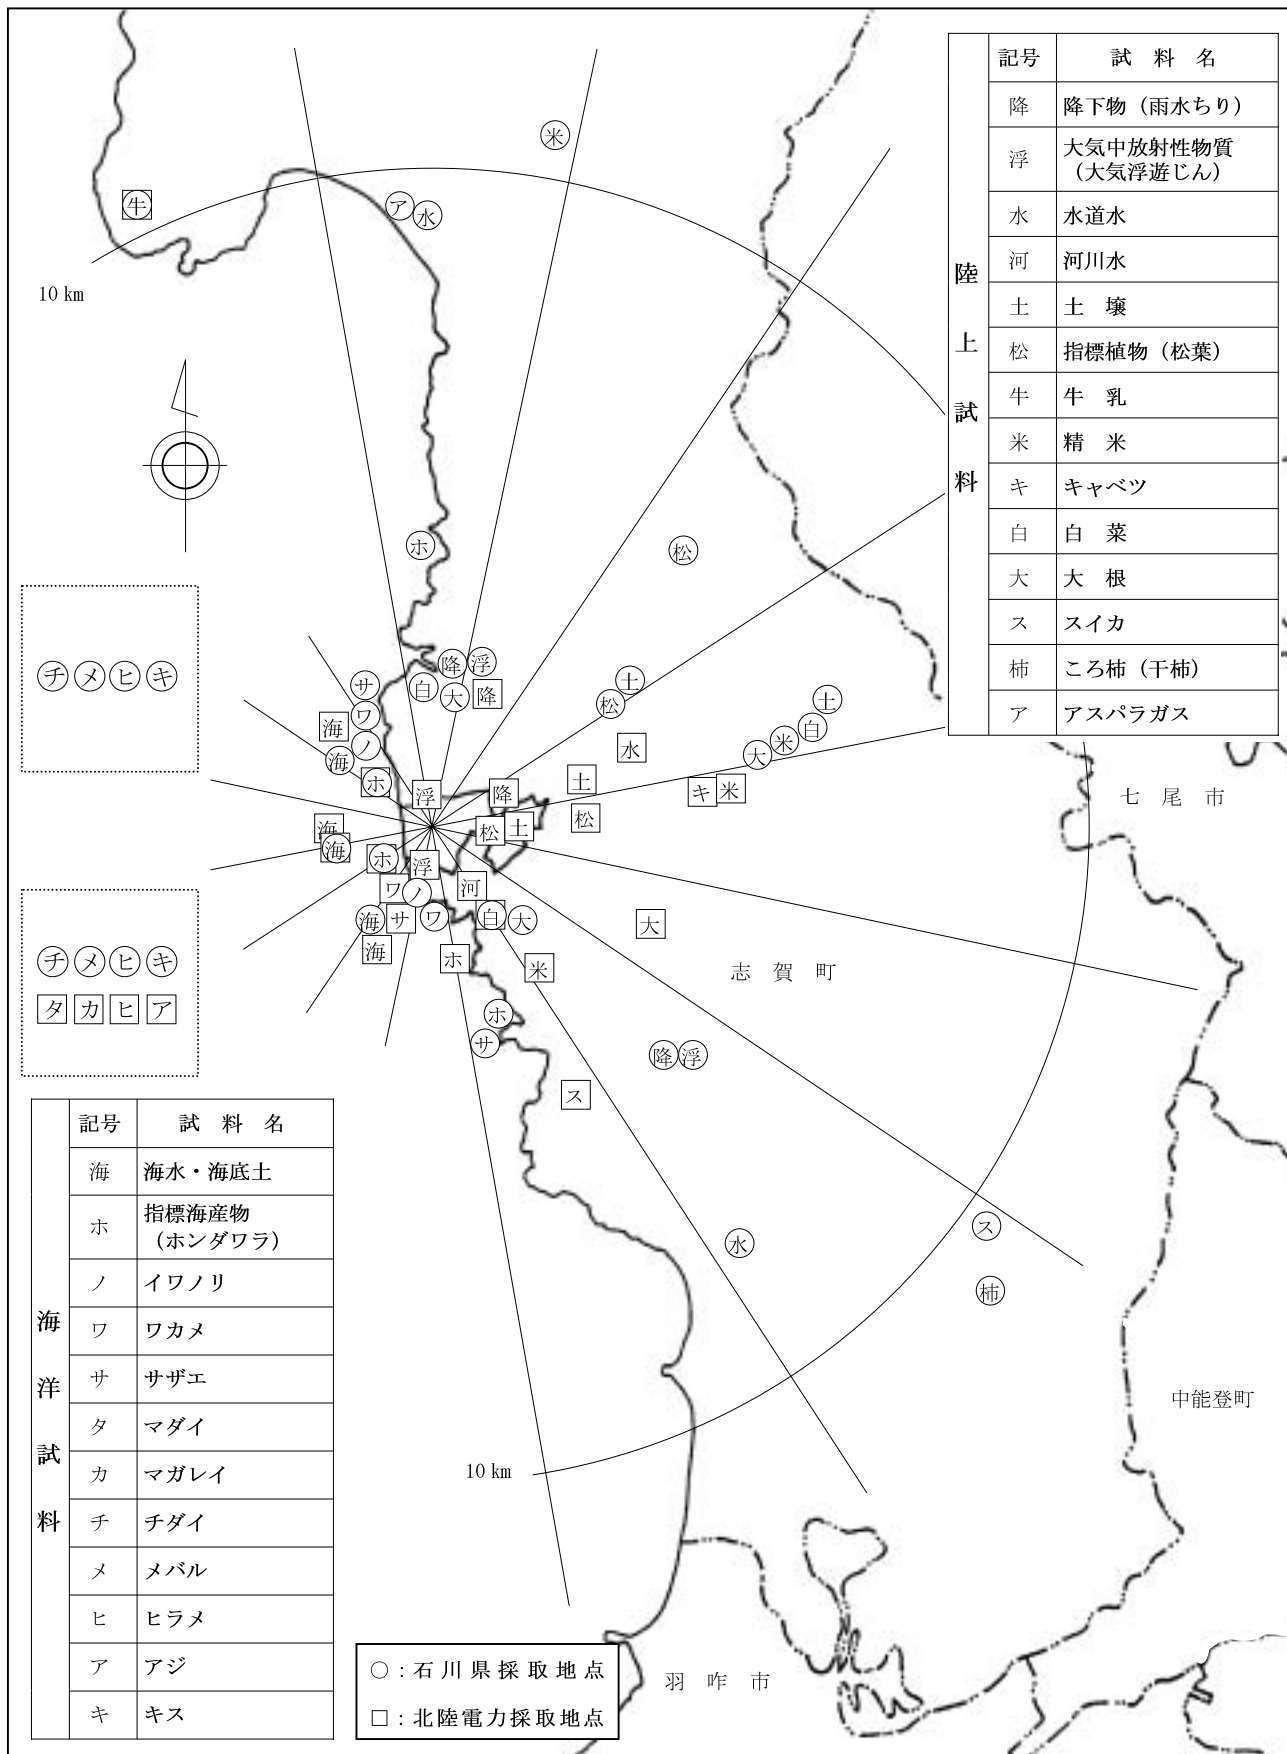 記号 試料名
降 降下物（雨水ちり）
浮 大気中放射性物質
（大気浮遊じん）
水 水道水
河 河川水
土 土壌
松 指標植物（松葉）
牛 牛乳
米 精米
キ キャベツ
白 白菜
大 大根
ス スイカ
柿 ころ柿（干柿）
ア アスパラガス
陸上試料
米
牛
ア 水
10 km
ホ
松
チ メ ヒ キ
降 浮
サ
白 大 降
土
松
土
ワ
海
白
ノ
水
米
海
大
ホ
土
浮
降
キ 米
七尾市
海
松
松 土
海
ホ
浮
ワ ノ
河
海 サ ワ
白 大
大
海
ホ
米
志賀町
チ メ ヒ キ
タ カ ヒ ア
ホ
サ
降 浮
ス
ス
水
柿
中能登町
10 km
羽咋市
記号 試料名
海 海水・海底土
ホ 指標海産物
（ホンダワラ）
ノ イワノリ
ワ ワカメ
サ サザエ
タ マダイ
カ マガレイ
チ チダイ
メ メバル
ヒ ヒラメ
ア アジ
キ キス
海洋試料
○：石川県採取地点
□：北陸電力採取地点